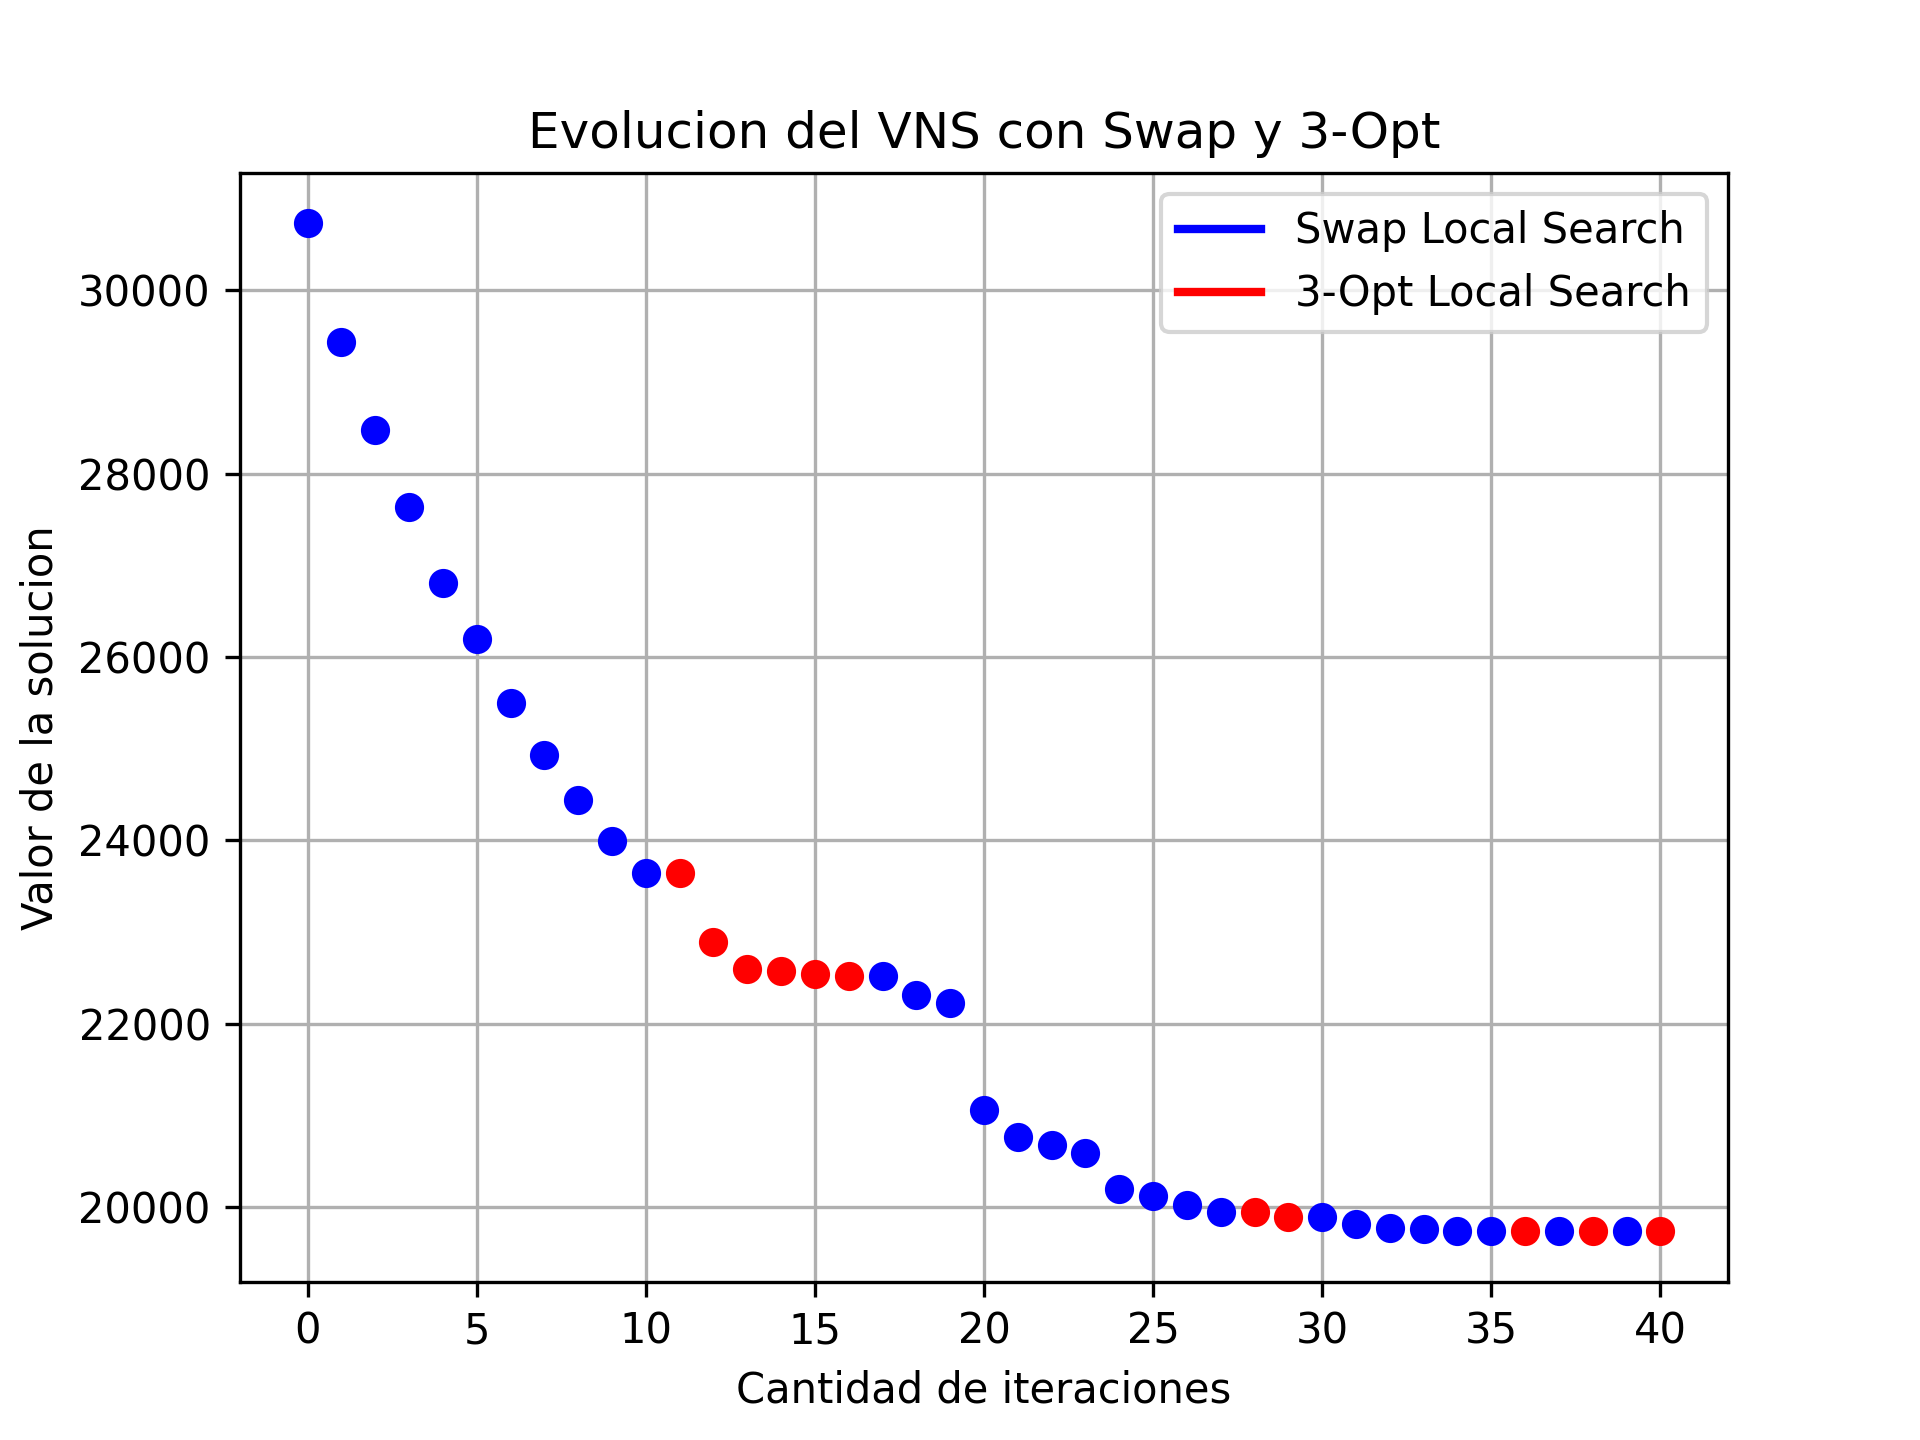 Evolucion del VNS con Swap y 3-Opt
Swap Local Search
3-Opt Local Search
Valor de la solucion
30000
28000
26000
24000
22000
20000
0 5 10 15 20 25 30 35 40
Cantidad de iteraciones